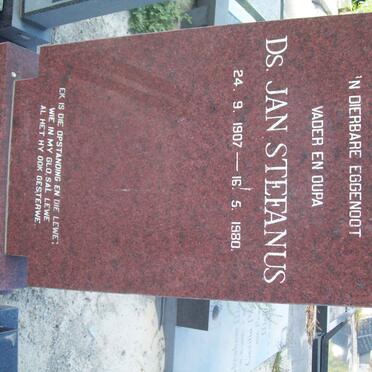 'N DIERBARE EGGENOOT
VADER EN OUPA
DS. JAN STEFANUS
24. 9. 1907 — 16. 5. 1980.
EK IS DIE OPSTANDING EN DIE LEWE;
WIE IN MY GLO, SAL LEWE
AL HET HY OOK GESTERWE.